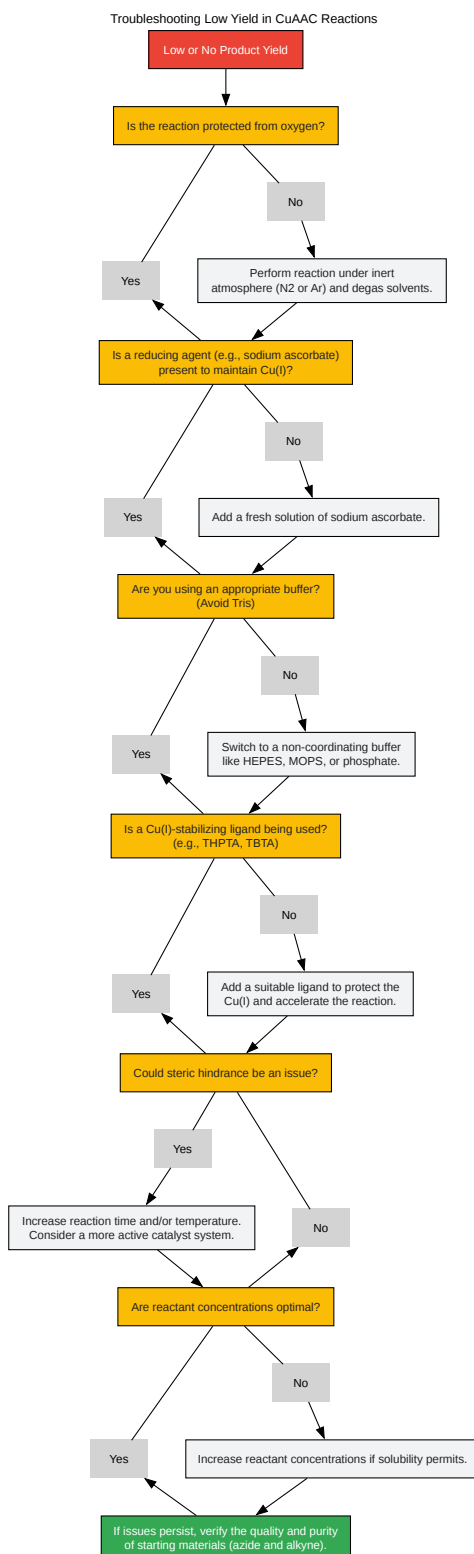 Troubleshooting Low Yield in CuAAC Reactions
Low or No Product Yield
Is the reaction protected from oxygen?
No
Perform reaction under inert
atmosphere (N2 or Ar) and degas solvents.
Yes
Is a reducing agent (e.g., sodium ascorbate)
present to maintain Cu(I)?
No
Add a fresh solution of sodium ascorbate.
Yes
Are you using an appropriate buffer?
(Avoid Tris)
No
Switch to a non-coordinating buffer
like HEPES, MOPS, or phosphate.
Yes
Is a Cu(I)-stabilizing ligand being used?
(e.g., THPTA, TBTA)
No
Add a suitable ligand to protect the
Cu(I) and accelerate the reaction.
Yes
Could steric hindrance be an issue?
Yes
Increase reaction time and/or temperature.
Consider a more active catalyst system.
No
Are reactant concentrations optimal?
No
Increase reactant concentrations if solubility permits.
Yes
If issues persist, verify the quality and purity
of starting materials (azide and alkyne).